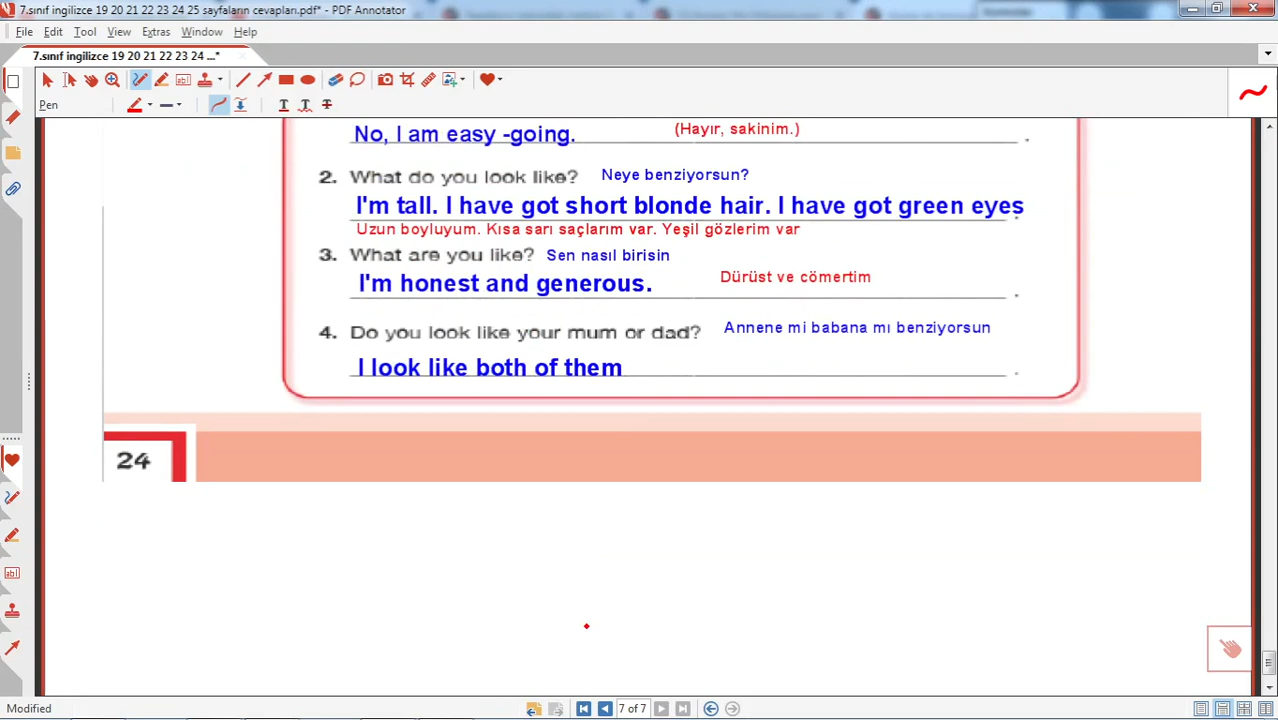 7.sınıf ingilizce 19 20 21 22 23 24 25 sayfaların cevapları.pdf* - PDF Annotator
File Edit Tool View Extras Window Help
7.sınıf ingilizce 19 20 21 22 23 24 ...*
Pen
No, I am easy -going. (Hayır, sakinim.) .
2. What do you look like? Neye benziyorsun?
I'm tall. I have got short blonde hair. I have got green eyes
Uzun boyluyum. Kısa sarı saçlarım var. Yeşil gözlerim var
3. What are you like? Sen nasıl birisin
I'm honest and generous. Dürüst ve cömertim .
4. Do you look like your mum or dad? Annene mi babana mı benziyorsun
I look like both of them .
24
Modified 7 of 7